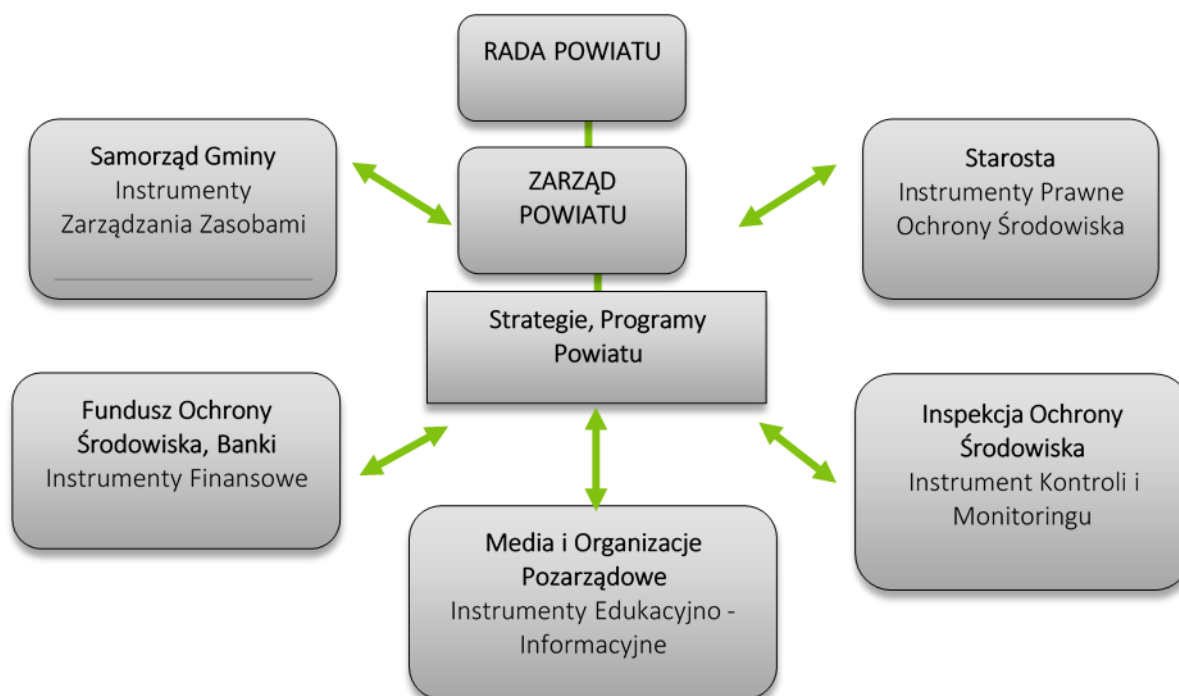 RADA POWIATU
Samorząd Gminy
Instrumenty
Zarządzania Zasobami
ZARZĄD
POWIATU
Starosta
Instrumenty Prawne
Ochrony Środowiska
Strategie, Programy
Powiatu
Fundusz Ochrony
Środowiska, Banki
Instrumenty Finansowe
Inspekcja Ochrony
Środowiska
Instrument Kontroli i
Monitoringu
Media i Organizacje
Pozarządowe
Instrumenty Edukacyjno -
Informacyjne